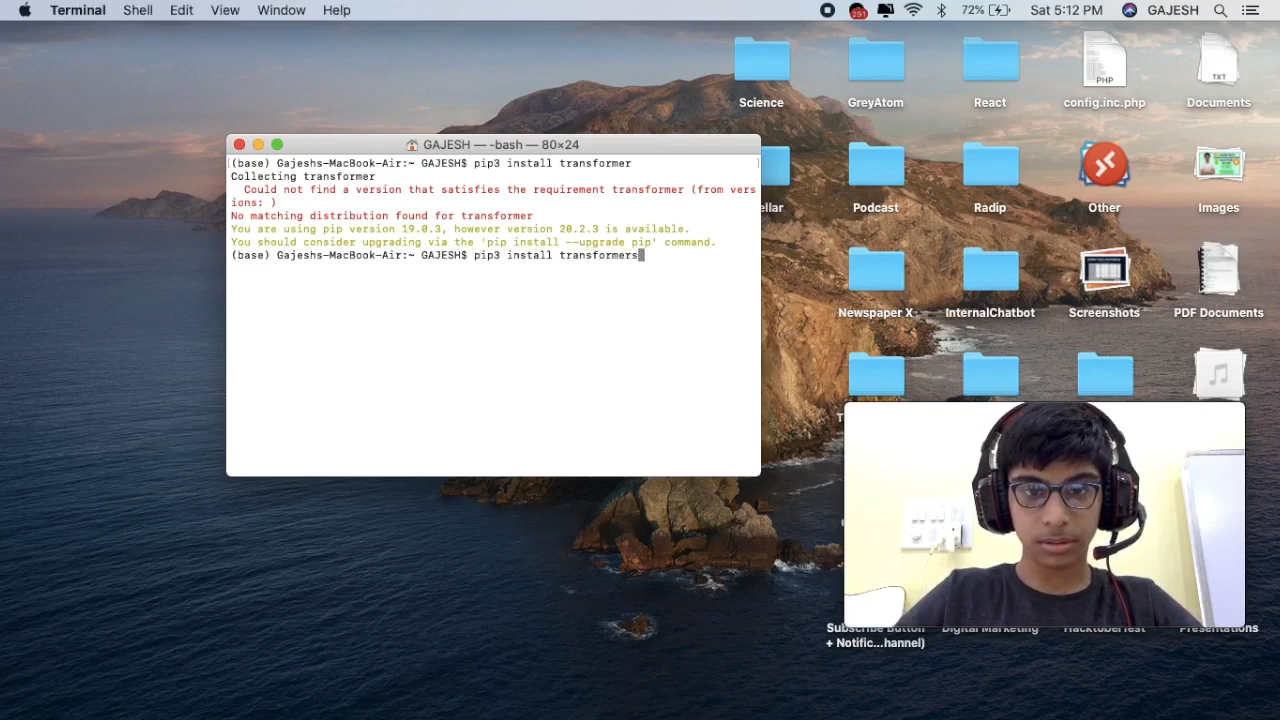 Terminal Shell Edit View Window Help 291 72% Sat 5:12 PM GAJESH
GAJESH — -bash — 80×24
(base) Gajeshs-MacBook-Air:~ GAJESH$ pip3 install transformer
Collecting transformer
Could not find a version that satisfies the requirement transformer (from vers
ions: )
No matching distribution found for transformer
You are using pip version 19.0.3, however version 20.2.3 is available.
You should consider upgrading via the 'pip install --upgrade pip' command.
(base) Gajeshs-MacBook-Air:~ GAJESH$ pip3 install transformers
PHP TXT
Science GreyAtom React config.inc.php Documents
ellar Podcast Radip Other Images
Newspaper X InternalChatbot Screenshots PDF Documents
Subscribe Button Digital Marketing Hacktoberfest Presentations
+ Notific...hannel)